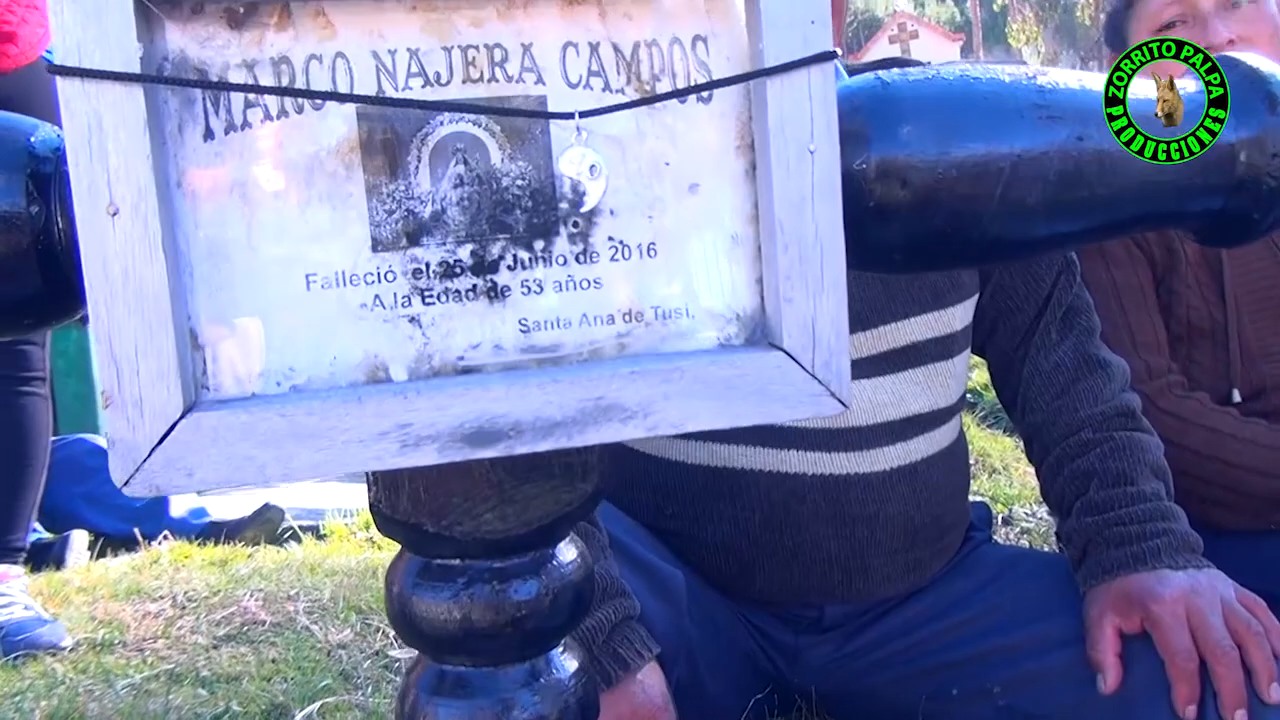 MARCO NAJERA CAMPOS
Falleció el 25 de Junio de 2016
A la Edad de 53 años
Santa Ana de Tusi.
ZORRITO PALPA
PRODUCCIONES